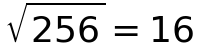 √256 = 16